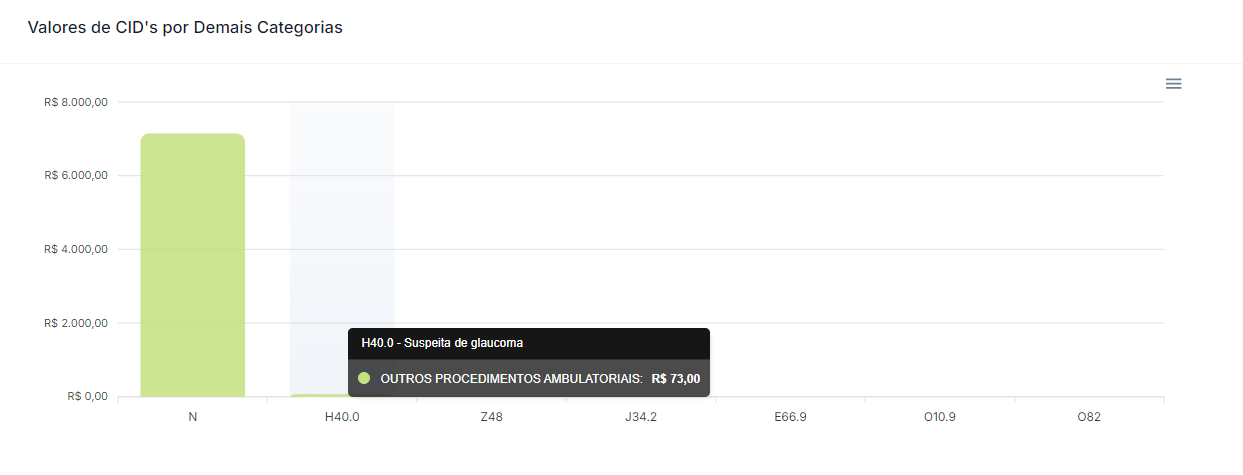 Valores de CID's por Demais Categorias
R$ 8.000,00
R$ 6.000,00
R$ 4.000,00
R$ 2.000,00
R$ 0,00
H40.0 - Suspeita de glaucoma
OUTROS PROCEDIMENTOS AMBULATORIAIS: R$ 73,00
N H40.0 Z48 J34.2 E66.9 O10.9 O82